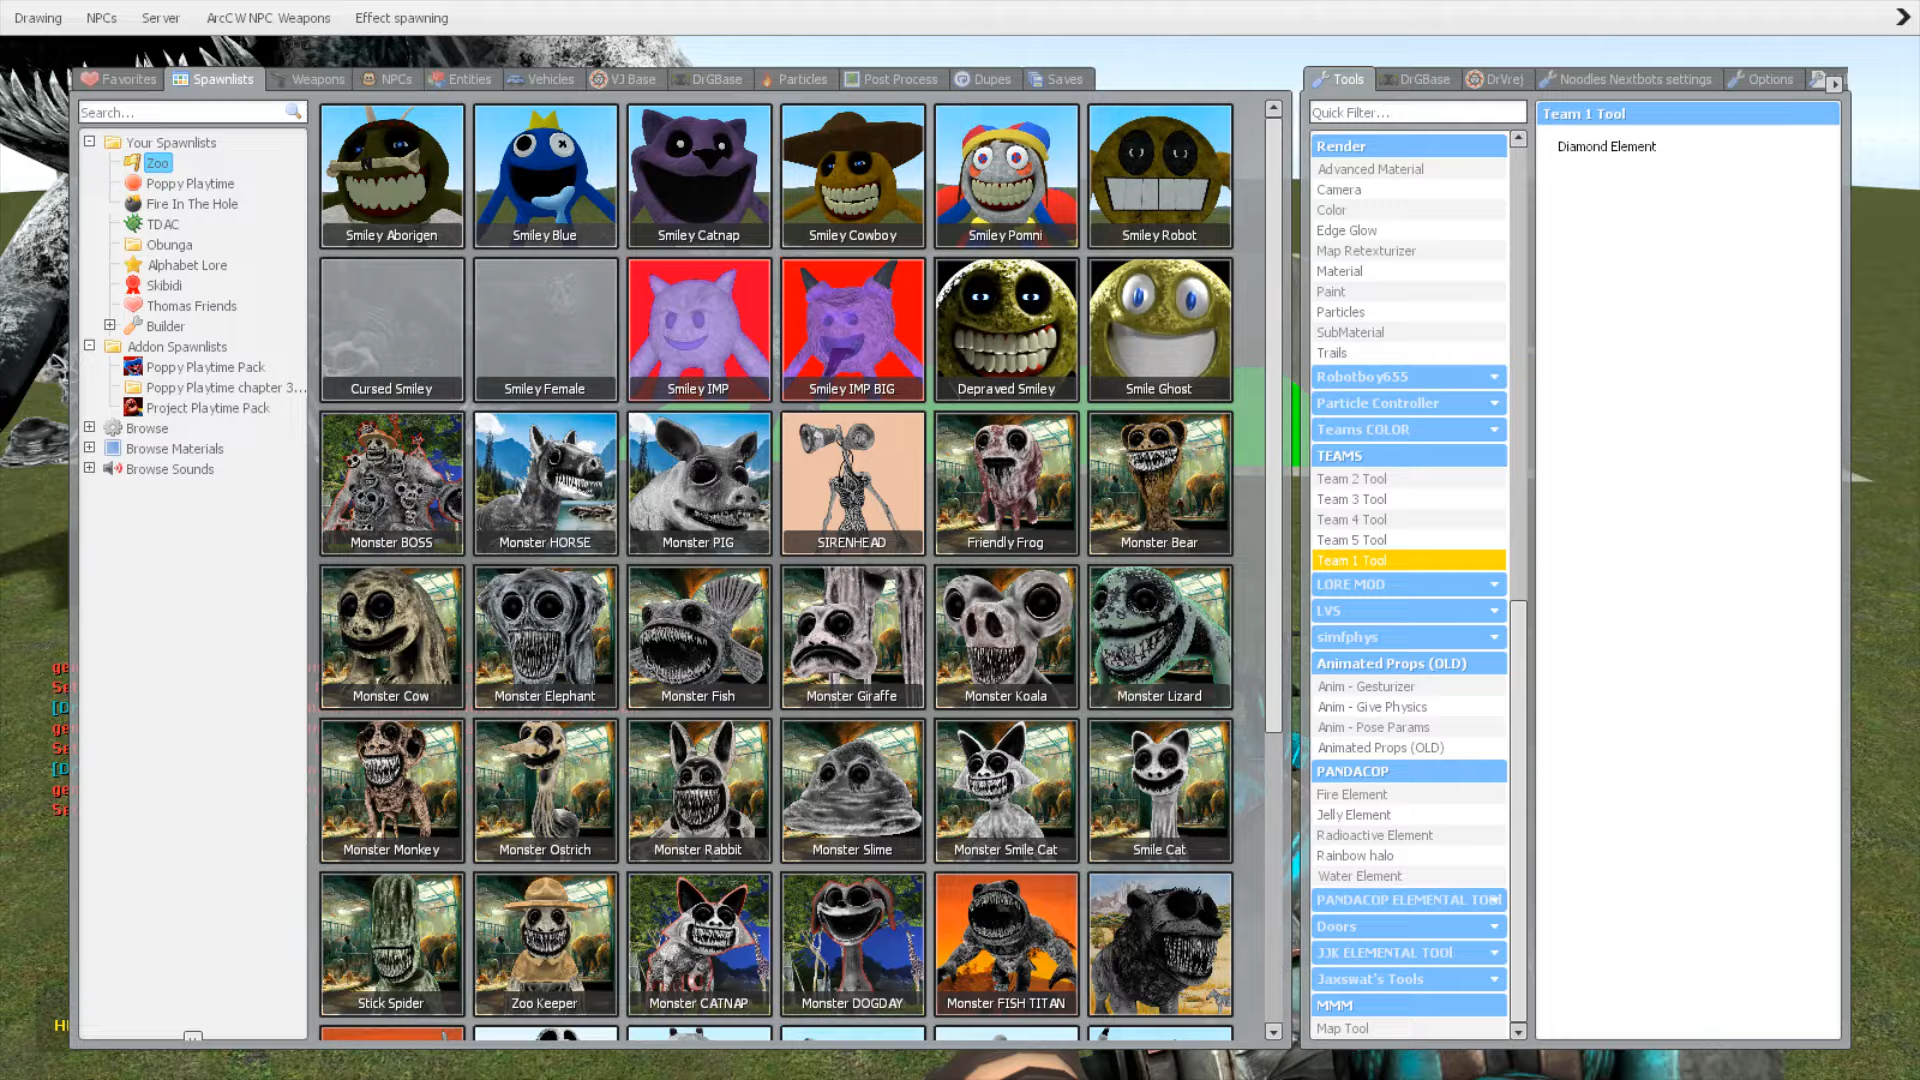 Drawing NPCs Server ArcCW NPC Weapons Effect spawning
Favorites Spawnlists Weapons NPCs Entities Vehicles VJ Base DrGBase Particles Post Process Dupes Saves
Search...
Your Spawnlists
Zoo
Poppy Playtime
Fire In The Hole
TDAC
Obunga
Alphabet Lore
Skibidi
Thomas Friends
Builder
Addon Spawnlists
Poppy Playtime Pack
Poppy Playtime chapter 3...
Project Playtime Pack
Browse
Browse Materials
Browse Sounds
Smiley Aborigen Smiley Blue Smiley Catnap Smiley Cowboy Smiley Pomni Smiley Robot
Cursed Smiley Smiley Female Smiley IMP Smiley IMP BIG Depraved Smiley Smile Ghost
Monster BOSS Monster HORSE Monster PIG SIRENHEAD Friendly Frog Monster Bear
Monster Cow Monster Elephant Monster Fish Monster Giraffe Monster Koala Monster Lizard
Monster Monkey Monster Ostrich Monster Rabbit Monster Slime Monster Smile Cat Smile Cat
Stick Spider Zoo Keeper Monster CATNAP Monster DOGDAY Monster FISH TITAN
Tools DrGBase DrVrej Noodles Nextbots settings Options
Quick Filter...
Render
Advanced Material
Camera
Color
Edge Glow
Map Retexturizer
Material
Paint
Particles
SubMaterial
Trails
Robotboy655
Particle Controller
Teams COLOR
TEAMS
Team 2 Tool
Team 3 Tool
Team 4 Tool
Team 5 Tool
Team 1 Tool
LORE MOD
LVS
simfphys
Animated Props (OLD)
Anim - Gesturizer
Anim - Give Physics
Anim - Pose Params
Animated Props (OLD)
PANDACOP
Fire Element
Jelly Element
Radioactive Element
Rainbow halo
Water Element
PANDACOP ELEMENTAL TOOl
Doors
JJK ELEMENTAL TOOl
Jaxswat's Tools
MMM
Map Tool
Team 1 Tool
Diamond Element
ge
Se
[D
ge
Se
[D
ge
Se